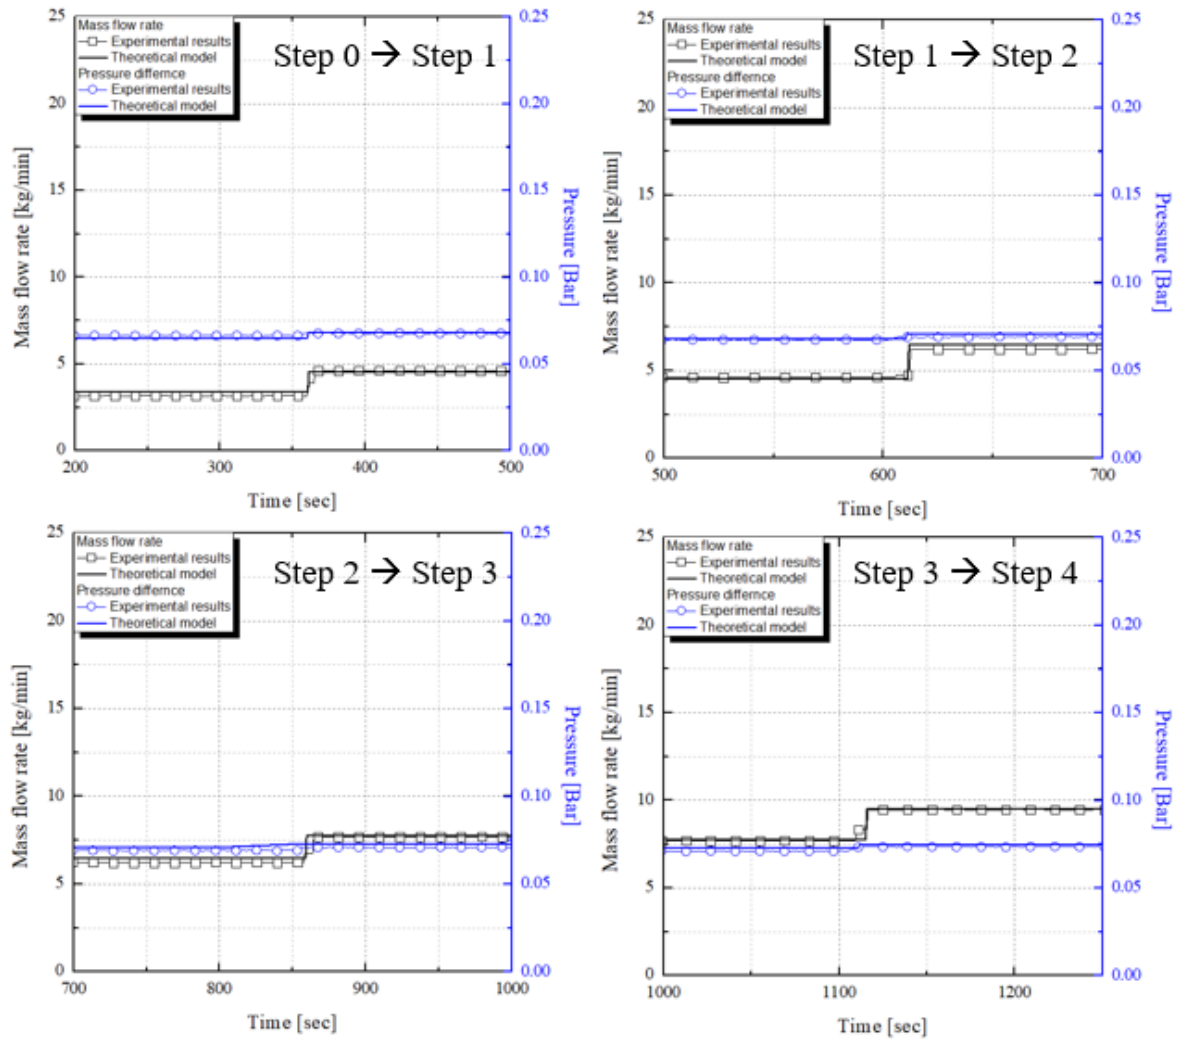 Mass flow rate
Experimental results
Theoretical model
Pressure differnce
Experimental results
Theoretical model
Step 0 → Step 1
25
20
15
10
5
0
0.25
0.20
0.15
0.10
0.05
0.00
200
300
400
500
Mass flow rate [kg/min]
Pressure [Bar]
Time [sec]
Mass flow rate
Experimental results
Theoretical model
Pressure differnce
Experimental results
Theoretical model
Step 1 → Step 2
25
20
15
10
5
0
0.25
0.20
0.15
0.10
0.05
0.00
500
600
700
Mass flow rate [kg/min]
Pressure [Bar]
Time [sec]
Mass flow rate
Experimental results
Theoretical model
Pressure differnce
Experimental results
Theoretical model
Step 2 → Step 3
25
20
15
10
5
0
0.25
0.20
0.15
0.10
0.05
0.00
700
800
900
1000
Mass flow rate [kg/min]
Pressure [Bar]
Time [sec]
Mass flow rate
Experimental results
Theoretical model
Pressure differnce
Experimental results
Theoretical model
Step 3 → Step 4
25
20
15
10
5
0
0.25
0.20
0.15
0.10
0.05
0.00
1000
1100
1200
Mass flow rate [kg/min]
Pressure [Bar]
Time [sec]